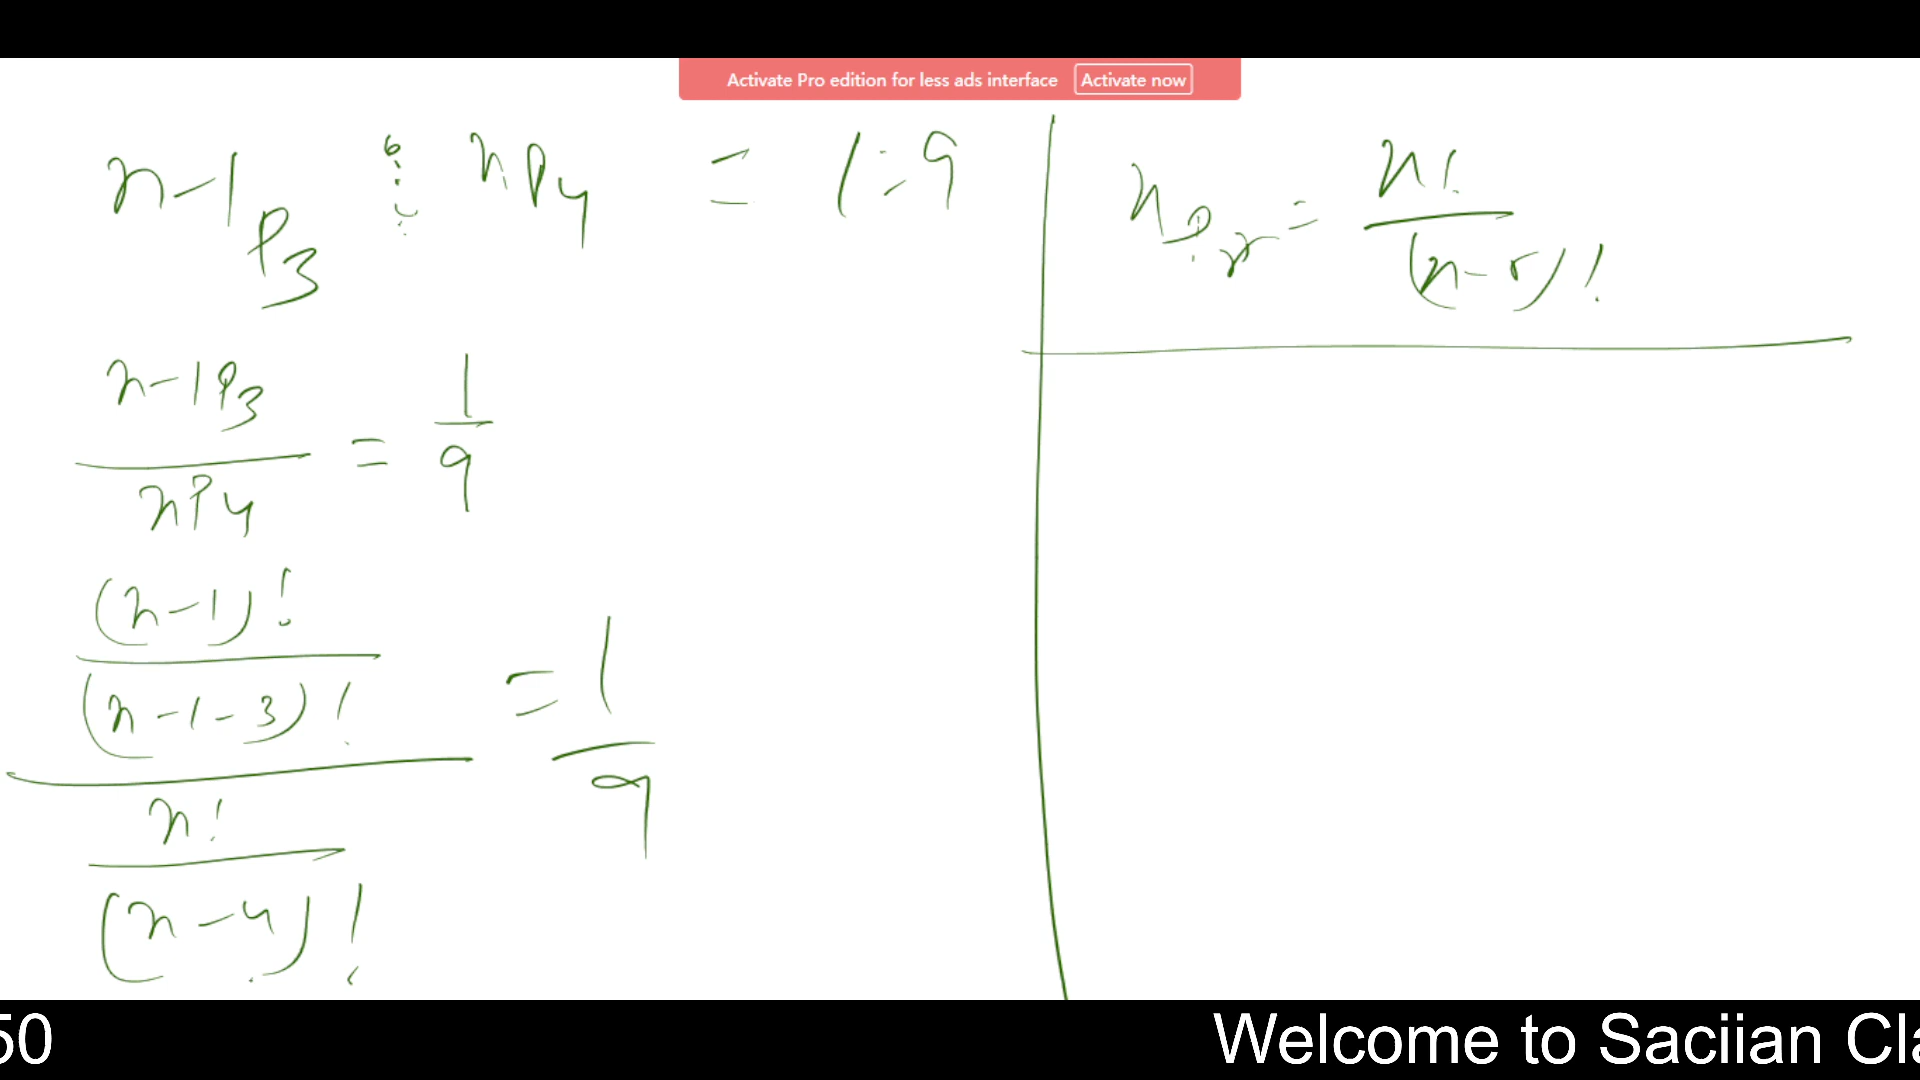 Activate Pro edition for less ads interface Activate now
n-1P3 : nP4 = 1:9
nPr = n!/(n-r)!
n-1P3/nP4 = 1/9
(n-1)!
(n-1-3)!
= 1/9
n!
(n-4)!
50
Welcome to Saciian Cla